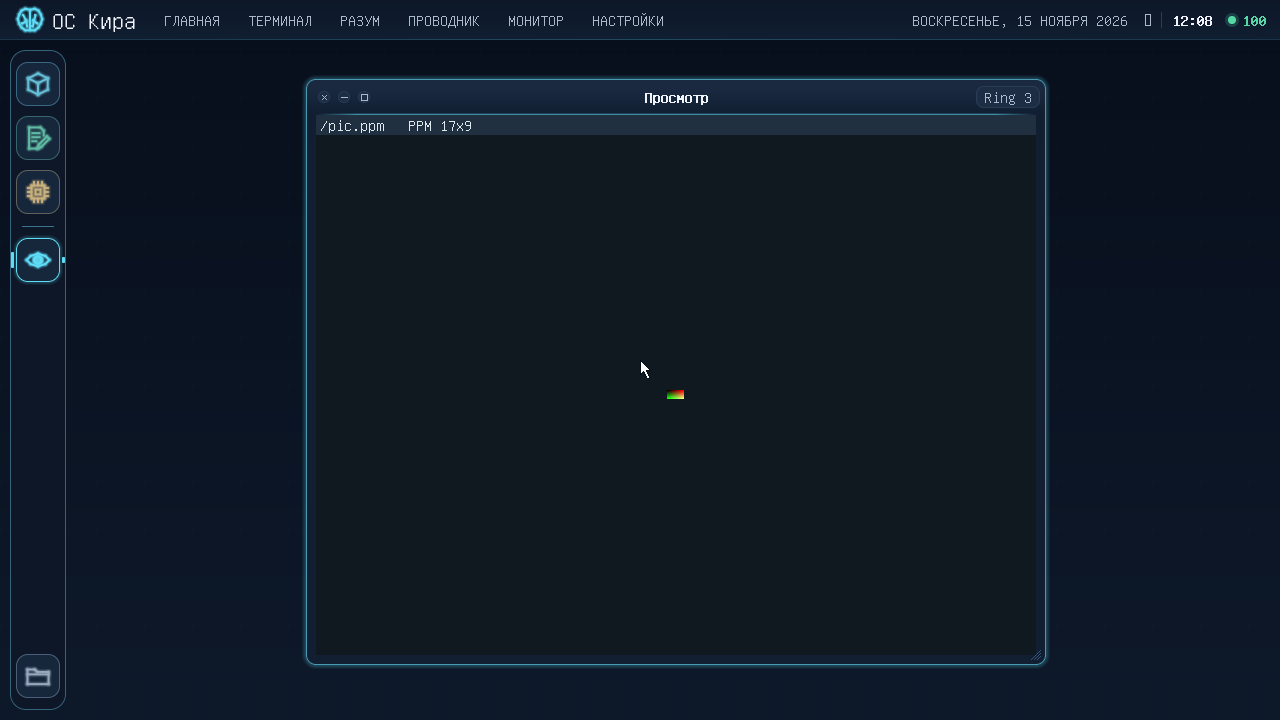 ОС Кира ГЛАВНАЯ ТЕРМИНАЛ РАЗУМ ПРОВОДНИК МОНИТОР НАСТРОЙКИ ВОСКРЕСЕНЬЕ, 15 НОЯБРЯ 2026 12:08 100
Просмотр Ring 3
/pic.ppm PPM 17x9